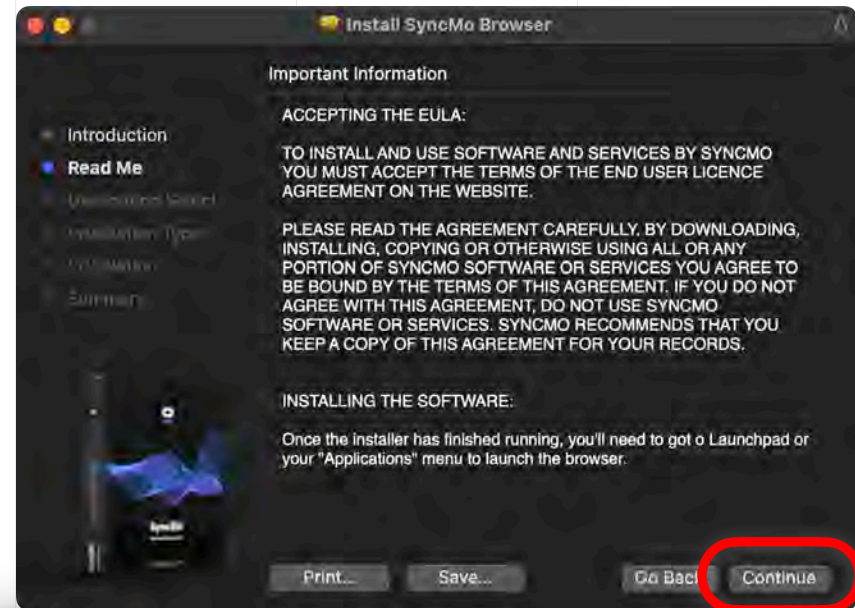 Install SyncMo Browser
Important Information
Introduction
Read Me
Destination Select
Installation Type
Installation
Summary
ACCEPTING THE EULA:
TO INSTALL AND USE SOFTWARE AND SERVICES BY SYNCMO
YOU MUST ACCEPT THE TERMS OF THE END USER LICENCE
AGREEMENT ON THE WEBSITE.
PLEASE READ THE AGREEMENT CAREFULLY. BY DOWNLOADING,
INSTALLING, COPYING OR OTHERWISE USING ALL OR ANY
PORTION OF SYNCMO SOFTWARE OR SERVICES YOU AGREE TO
BE BOUND BY THE TERMS OF THIS AGREEMENT. IF YOU DO NOT
AGREE WITH THIS AGREEMENT, DO NOT USE SYNCMO
SOFTWARE OR SERVICES. SYNCMO RECOMMENDS THAT YOU
KEEP A COPY OF THIS AGREEMENT FOR YOUR RECORDS.
INSTALLING THE SOFTWARE:
Once the installer has finished running, you'll need to got o Launchpad or
your "Applications" menu to launch the browser.
Print...
Save...
Go Back
Continue